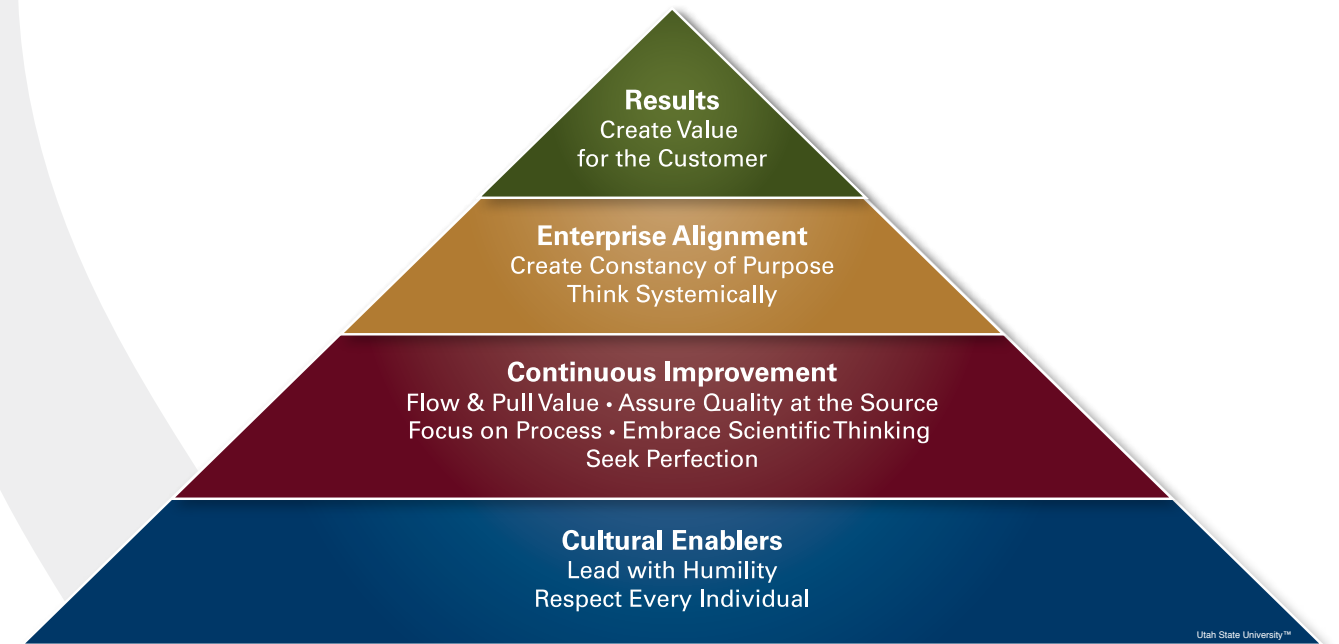 Results
Create Value
for the Customer
Enterprise Alignment
Create Constancy of Purpose
Think Systemically
Continuous Improvement
Flow & Pull Value • Assure Quality at the Source
Focus on Process • Embrace Scientific Thinking
Seek Perfection
Cultural Enablers
Lead with Humility
Respect Every Individual
Utah State University™